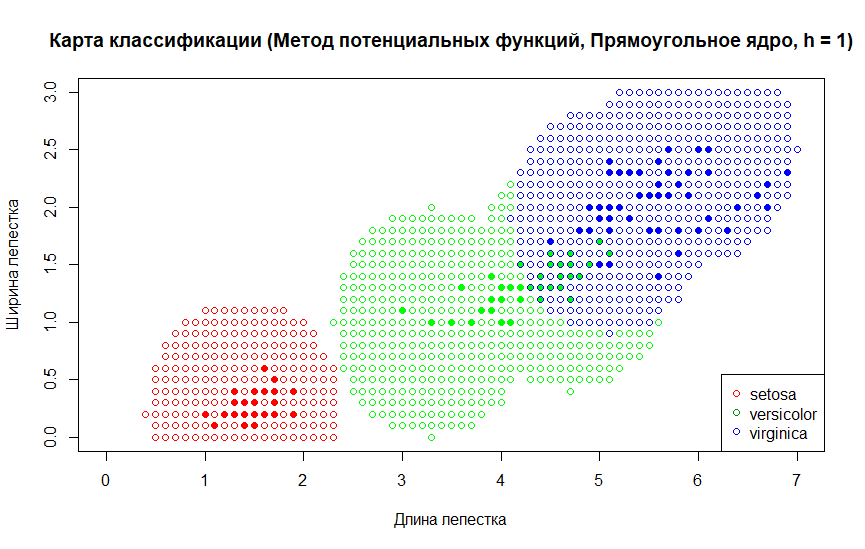 Карта классификации (Метод потенциальных функций, Прямоугольное ядро, h = 1)
3.0
2.5
2.0
1.5
1.0
0.5
0.0
Ширина лепестка
setosa
versicolor
virginica
0 1 2 3 4 5 6 7
Длина лепестка